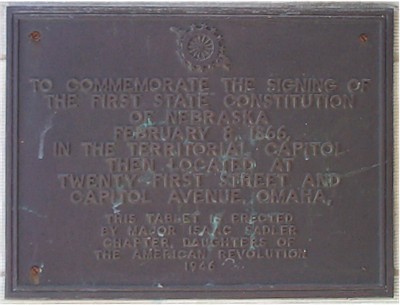 TO COMMEMORATE THE SIGNING OF
THE FIRST STATE CONSTITUTION
OF NEBRASKA
FEBRUARY 8, 1866,
IN THE TERRITORIAL CAPITOL
THEN LOCATED AT
TWENTY-FIRST STREET AND
CAPITOL AVENUE, OMAHA,
THIS TABLET IS ERECTED
BY MAJOR ISAAC SADLER
CHAPTER, DAUGHTERS OF
THE AMERICAN REVOLUTION
1966